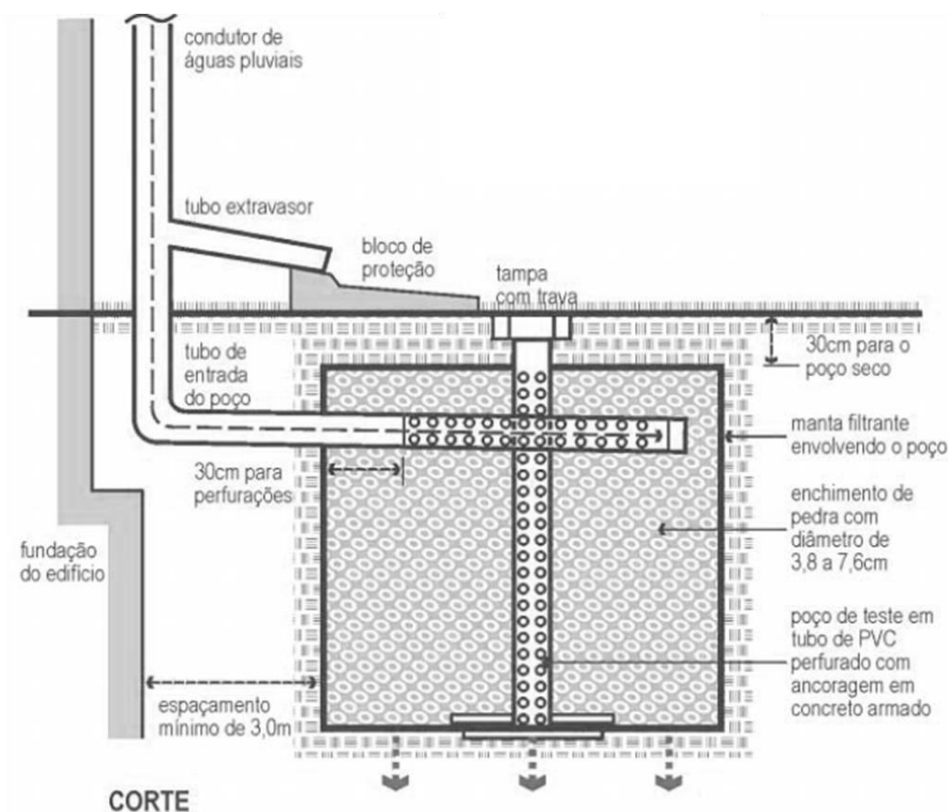 condutor de
águas pluviais
tubo extravasor
bloco de
proteção
tampa
com trava
tubo de
entrada
do poço
30cm para o
poço seco
manta filtrante
envolvendo o poço
30cm para
perfurações
enchimento de
pedra com
diâmetro de
3,8 a 7,6cm
fundação
do edifício
poço de teste em
tubo de PVC
perfurado com
ancoragem em
concreto armado
espaçamento
mínimo de 3,0m
CORTE